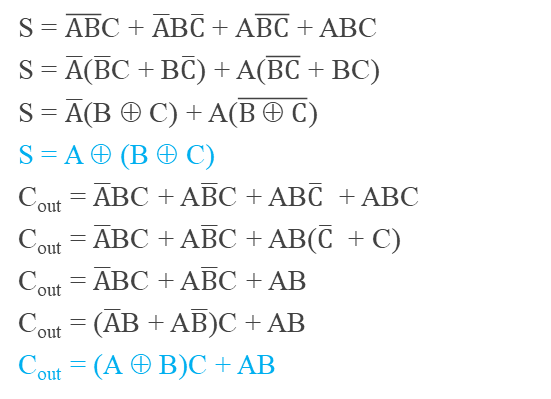 S = A̅B̅C + A̅BC̅ + AB̅C̅ + ABC
S = A̅(B̅C + BC̅) + A(B̅C̅ + BC)
S = A̅(B ⊕ C) + A(B̅ ̅⊕̅ ̅C̅)
S = A ⊕ (B ⊕ C)
Cout = A̅BC + AB̅C + ABC̅ + ABC
Cout = A̅BC + AB̅C + AB(C̅ + C)
Cout = A̅BC + AB̅C + AB
Cout = (A̅B + AB̅)C + AB
Cout = (A ⊕ B)C + AB